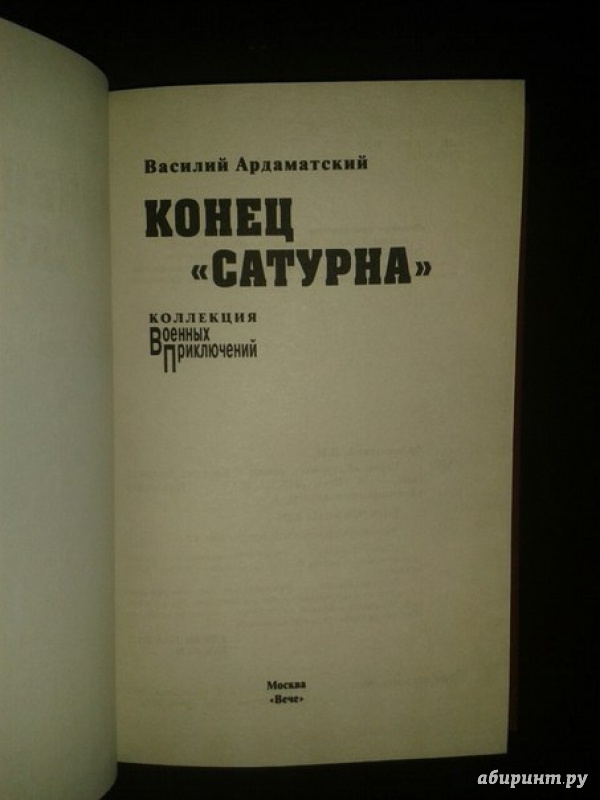 Василий Ардаматский
КОНЕЦ
«САТУРНА»
КОЛЛЕКЦИЯ
Военных
Приключений
Москва
«Вече»
абиринт.ру